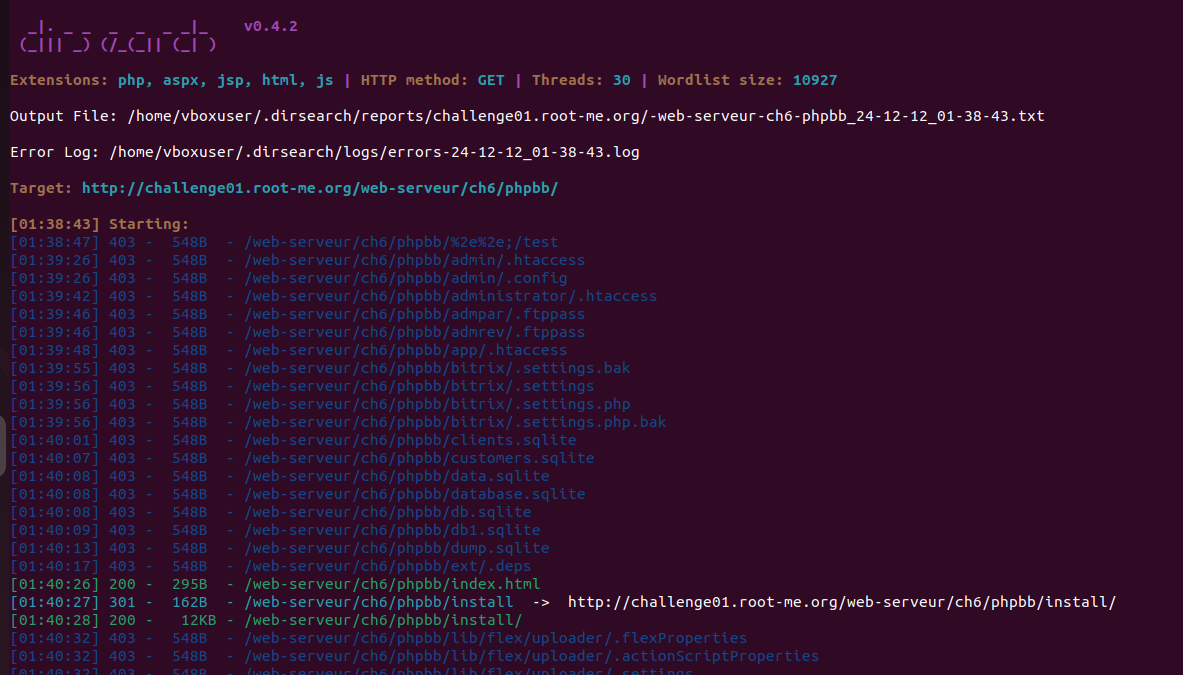 _|. _ _  _  _  _ _|_    v0.4.2
(_||| _) (/_(_|| (_| )
Extensions: php, aspx, jsp, html, js | HTTP method: GET | Threads: 30 | Wordlist size: 10927
Output File: /home/vboxuser/.dirsearch/reports/challenge01.root-me.org/-web-serveur-ch6-phpbb_24-12-12_01-38-43.txt
Error Log: /home/vboxuser/.dirsearch/logs/errors-24-12-12_01-38-43.log
Target: http://challenge01.root-me.org/web-serveur/ch6/phpbb/
[01:38:43] Starting:
[01:38:47] 403 -  548B  - /web-serveur/ch6/phpbb/%2e%2e;/test
[01:39:26] 403 -  548B  - /web-serveur/ch6/phpbb/admin/.htaccess
[01:39:26] 403 -  548B  - /web-serveur/ch6/phpbb/admin/.config
[01:39:42] 403 -  548B  - /web-serveur/ch6/phpbb/administrator/.htaccess
[01:39:46] 403 -  548B  - /web-serveur/ch6/phpbb/admpar/.ftppass
[01:39:46] 403 -  548B  - /web-serveur/ch6/phpbb/admrev/.ftppass
[01:39:48] 403 -  548B  - /web-serveur/ch6/phpbb/app/.htaccess
[01:39:55] 403 -  548B  - /web-serveur/ch6/phpbb/bitrix/.settings.bak
[01:39:56] 403 -  548B  - /web-serveur/ch6/phpbb/bitrix/.settings
[01:39:56] 403 -  548B  - /web-serveur/ch6/phpbb/bitrix/.settings.php
[01:39:56] 403 -  548B  - /web-serveur/ch6/phpbb/bitrix/.settings.php.bak
[01:40:01] 403 -  548B  - /web-serveur/ch6/phpbb/clients.sqlite
[01:40:07] 403 -  548B  - /web-serveur/ch6/phpbb/customers.sqlite
[01:40:08] 403 -  548B  - /web-serveur/ch6/phpbb/data.sqlite
[01:40:08] 403 -  548B  - /web-serveur/ch6/phpbb/database.sqlite
[01:40:08] 403 -  548B  - /web-serveur/ch6/phpbb/db.sqlite
[01:40:09] 403 -  548B  - /web-serveur/ch6/phpbb/db1.sqlite
[01:40:13] 403 -  548B  - /web-serveur/ch6/phpbb/dump.sqlite
[01:40:17] 403 -  548B  - /web-serveur/ch6/phpbb/ext/.deps
[01:40:26] 200 -  295B  - /web-serveur/ch6/phpbb/index.html
[01:40:27] 301 -  162B  - /web-serveur/ch6/phpbb/install  ->  http://challenge01.root-me.org/web-serveur/ch6/phpbb/install/
[01:40:28] 200 -   12KB - /web-serveur/ch6/phpbb/install/
[01:40:32] 403 -  548B  - /web-serveur/ch6/phpbb/lib/flex/uploader/.flexProperties
[01:40:32] 403 -  548B  - /web-serveur/ch6/phpbb/lib/flex/uploader/.actionScriptProperties
[01:40:32] 403 -  548B  - /web-serveur/ch6/phpbb/lib/flex/uploader/.settings